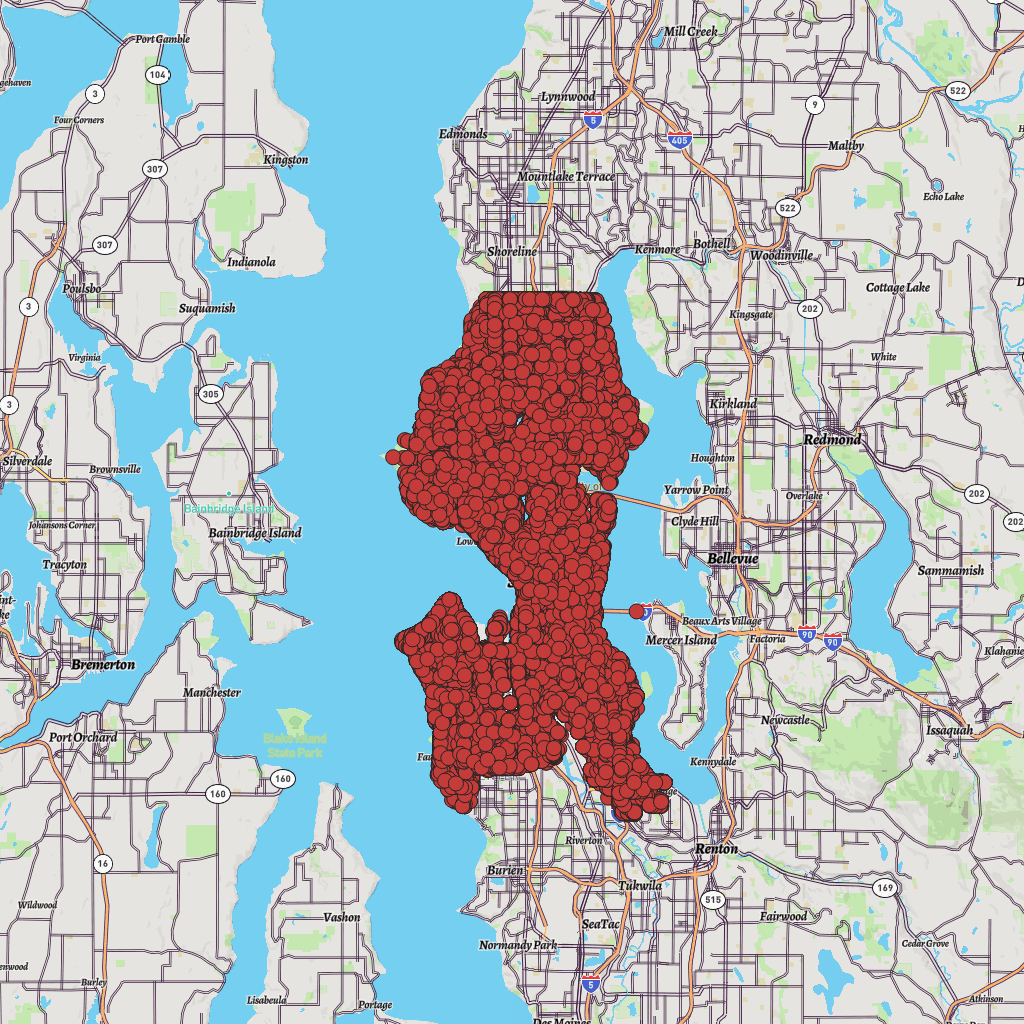 Port Gamble
104
3
Four Corners
Kingston
307
307
Indianola
3
Poulsbo
Suquamish
Virginia
305
3
Silverdale
Brownsville
Bainbridge Island
Johansons Corner
Bainbridge Island
Tracyton
Bremerton
Manchester
Port Orchard
Blake Island
State Park
160
160
16
Wildwood
Vashon
Burley
Lisabeula
Portage
Mill Creek
Lynnwood
5
522
9
Edmonds
405
Maltby
Mountlake Terrace
Echo Lake
522
Shoreline
Kenmore
Bothell
Woodinville
Cottage Lake
Kingsgate
202
White
Kirkland
Redmond
Houghton
Yarrow Point
Overlake
202
202
Clyde Hill
Bellevue
Sammamish
Beaux Arts Village
Mercer Island
Factoria
90
90
Newcastle
Issaquah
Kennydale
Riverton
Renton
Burien
Tukwila
169
515
SeaTac
Fairwood
Normandy Park
Cedar Grove
5
Atkinson
Des Moines